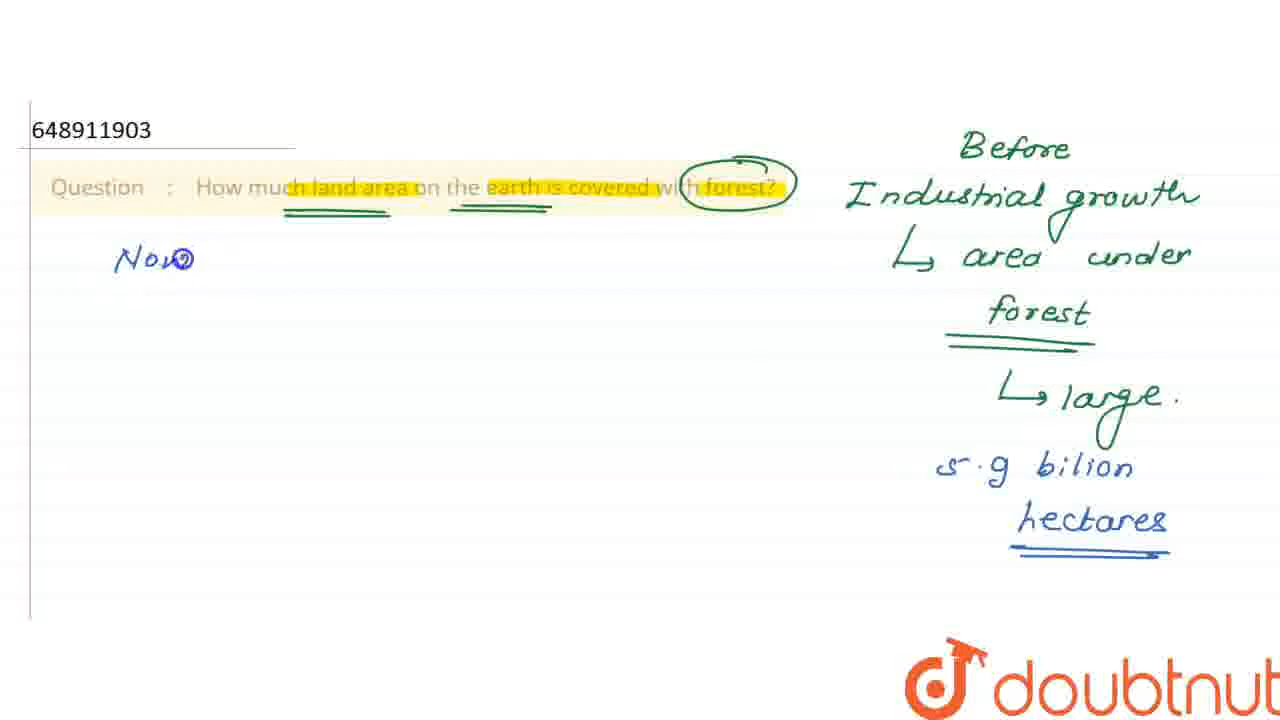 648911903
Question : How much land area on the earth is covered with forest?
Now
Before
Industrial growth
↳ area under
forest
↳ large.
5.9 bilion
hectares
doubtnut